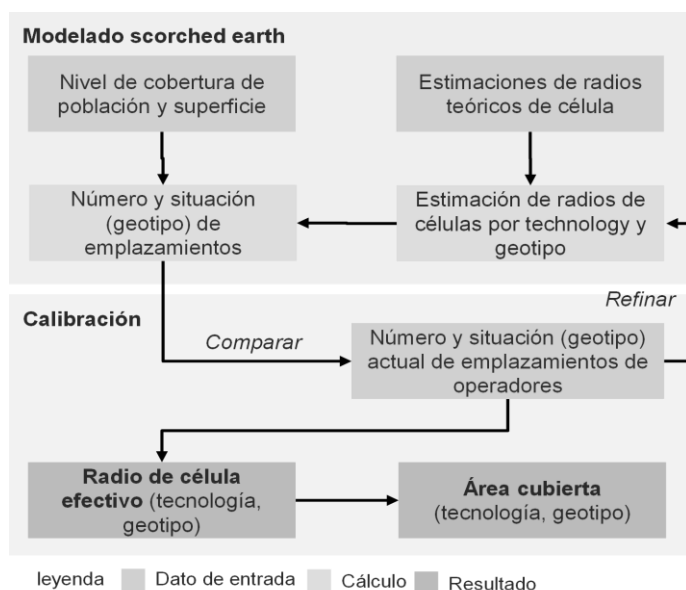 Modelado scorched earth
Nivel de cobertura de
población y superficie
Estimaciones de radios
teóricos de célula
Número y situación
(geotipo) de
emplazamientos
Estimación de radios de
células por technology y
geotipo
Refinar
Calibración
Comparar
Número y situación (geotipo)
actual de emplazamientos de
operadores
Radio de célula
efectivo (tecnología,
geotipo)
Área cubierta
(tecnología, geotipo)
leyenda Dato de entrada Cálculo Resultado